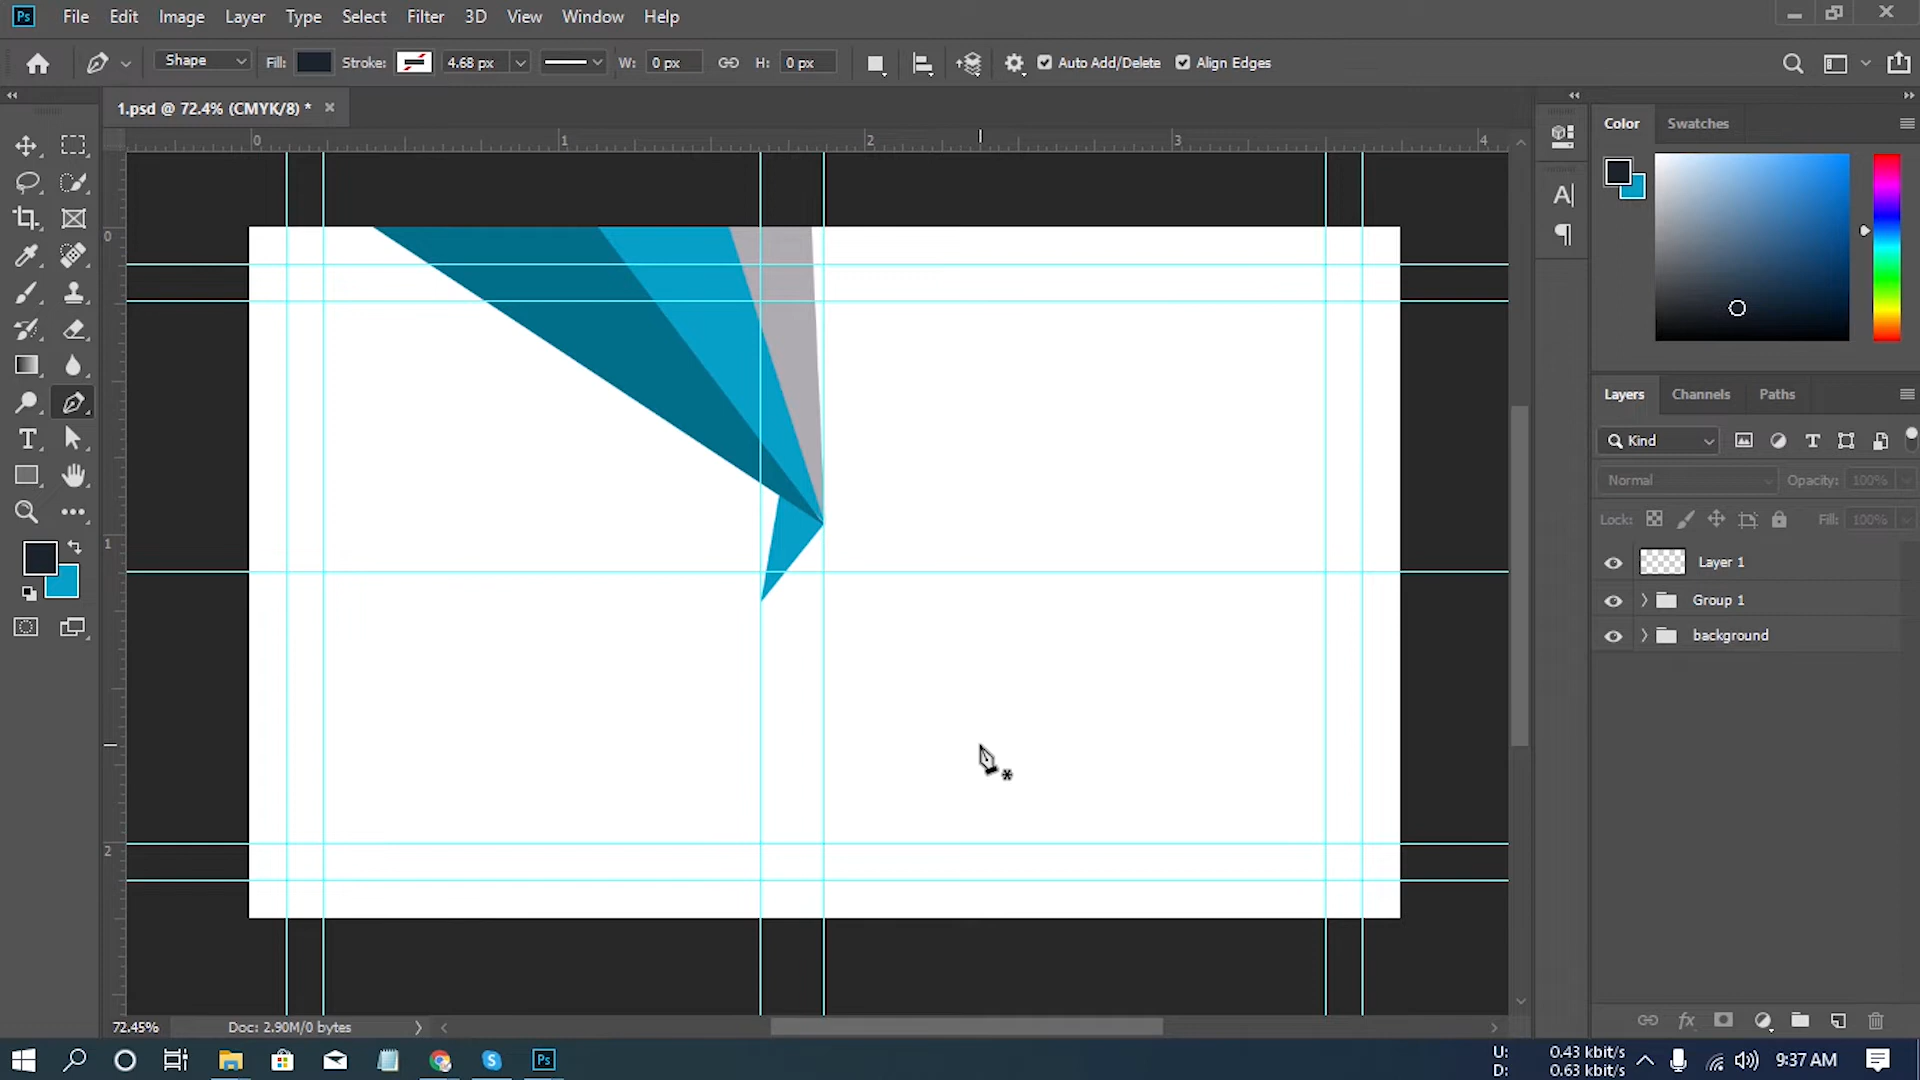 Ps File Edit Image Layer Type Select Filter 3D View Window Help
Shape Fill: Stroke: 4.68 px W: 0 px H: 0 px Auto Add/Delete Align Edges
1.psd @ 72.4% (CMYK/8) *
Color Swatches
0 1 2 3 4
0
1
2
Layers Channels Paths
Kind
Normal Opacity: 100%
Lock: Fill: 100%
Layer 1
Group 1
background
72.45% Doc: 2.90M/0 bytes
U: 0.43 kbit/s
D: 0.63 kbit/s
9:37 AM